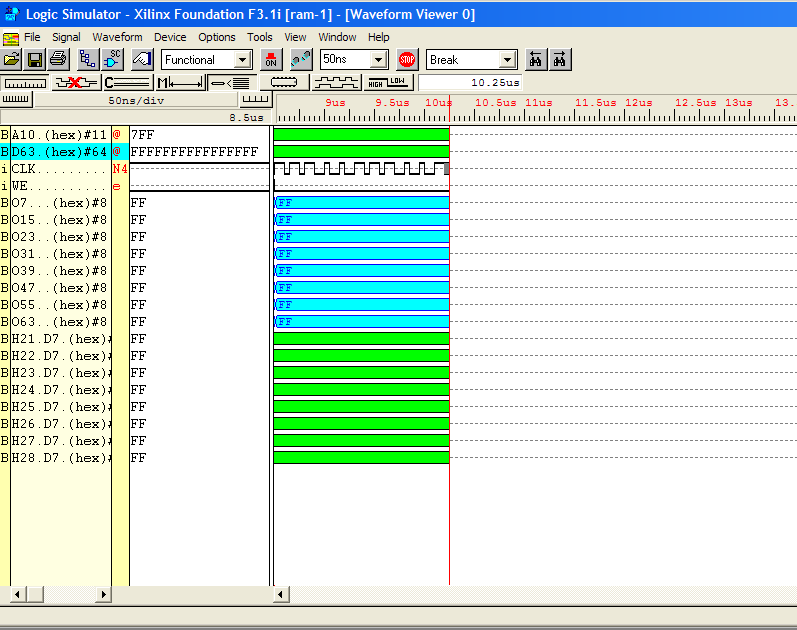 Logic Simulator - Xilinx Foundation F3.1i [ram-1] - [Waveform Viewer 0]
File Signal Waveform Device Options Tools View Window Help
SC Functional ON 50ns STOP Break
C M HIGH LOW 10.25us
50ns/div
8.5us
9us 9.5us 10us 10.5us 11us 11.5us 12us 12.5us 13us 13.
B A10.(hex)#11 @ 7FF
B D63.(hex)#64 @ FFFFFFFFFFFFFFFF
i CLK......... N4
i WE.......... e
B O7...(hex)#8 FF FF
B O15..(hex)#8 FF FF
B O23..(hex)#8 FF FF
B O31..(hex)#8 FF FF
B O39..(hex)#8 FF FF
B O47..(hex)#8 FF FF
B O55..(hex)#8 FF FF
B O63..(hex)#8 FF FF
B H21.D7.(hex)# FF
B H22.D7.(hex)# FF
B H23.D7.(hex)# FF
B H24.D7.(hex)# FF
B H25.D7.(hex)# FF
B H26.D7.(hex)# FF
B H27.D7.(hex)# FF
B H28.D7.(hex)# FF